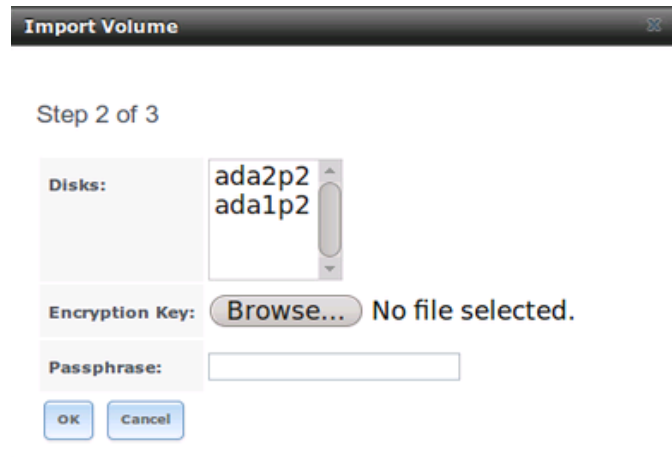 Import Volume
Step 2 of 3
Disks:
ada2p2
ada1p2
Encryption Key: Browse... No file selected.
Passphrase:
OK Cancel